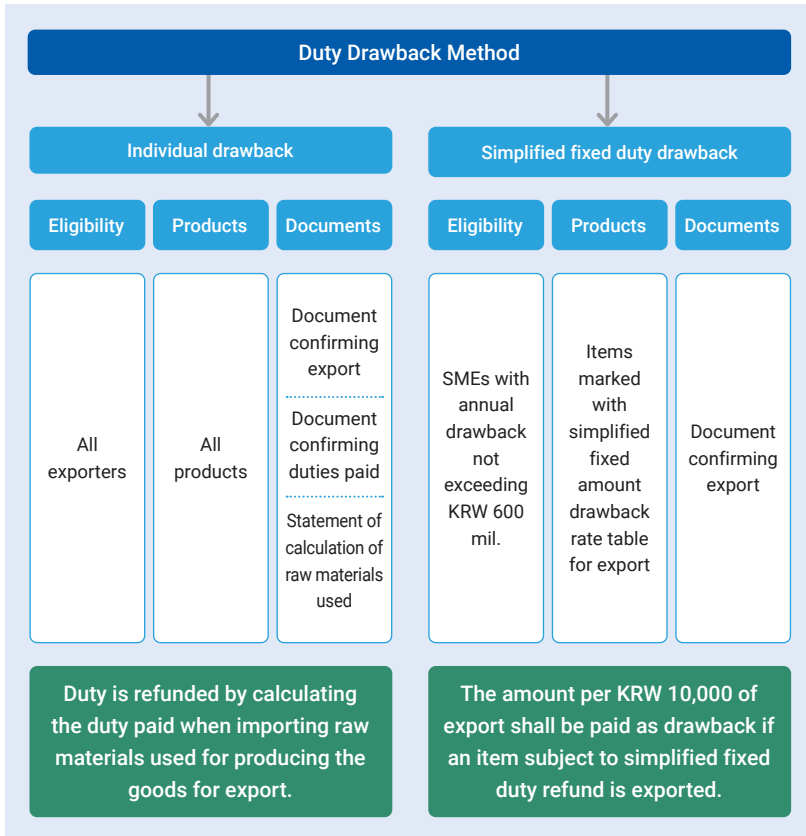 Duty Drawback Method
Individual drawback
Eligibility
Products
Documents
All
exporters
All
products
Document
confirming
export
Document
confirming
duties paid
Statement of
calculation of
raw materials
used
Duty is refunded by calculating
the duty paid when importing raw
materials used for producing the
goods for export.
Simplified fixed duty drawback
Eligibility
Products
Documents
SMEs with
annual
drawback
not
exceeding
KRW 600
mil.
Items
marked
with
simplified
fixed
amount
drawback
rate table
for export
Document
confirming
export
The amount per KRW 10,000 of
export shall be paid as drawback if
an item subject to simplified fixed
duty refund is exported.